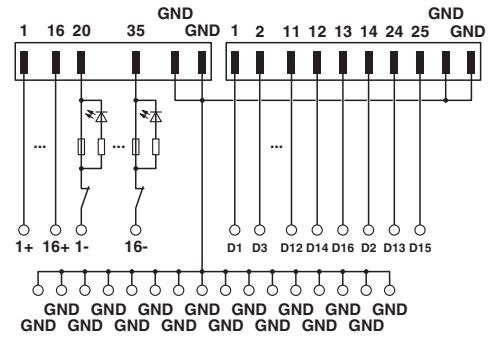 GND GND
1 16 20 35 1 2 11 12 13 14 24 25 GND
... ... ...
1+ 16+ 1- 16- D1 D3 D12 D14 D16 D2 D13 D15
GND GND GND GND GND GND GND GND
GND GND GND GND GND GND GND GND